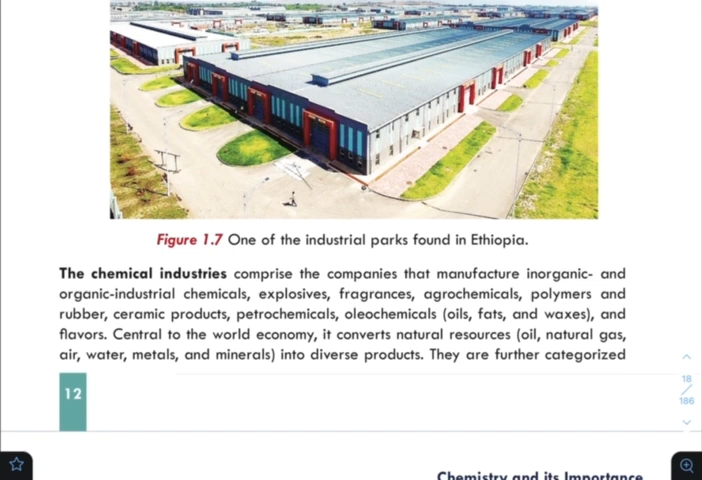 Figure 1.7 One of the industrial parks found in Ethiopia.
The chemical industries comprise the companies that manufacture inorganic- and
organic-industrial chemicals, explosives, fragrances, agrochemicals, polymers and
rubber, ceramic products, petrochemicals, oleochemicals (oils, fats, and waxes), and
flavors. Central to the world economy, it converts natural resources (oil, natural gas,
air, water, metals, and minerals) into diverse products. They are further categorized
12
18
/
186
Chemistry and its Importance